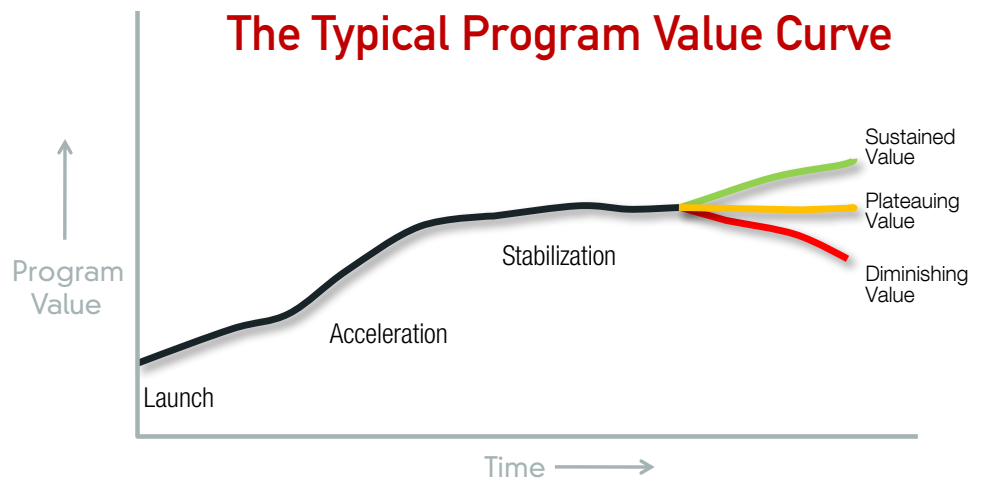 The Typical Program Value Curve
Sustained
Value
Plateauing
Value
Stabilization
Program
Value
Diminishing
Value
Acceleration
Launch
Time